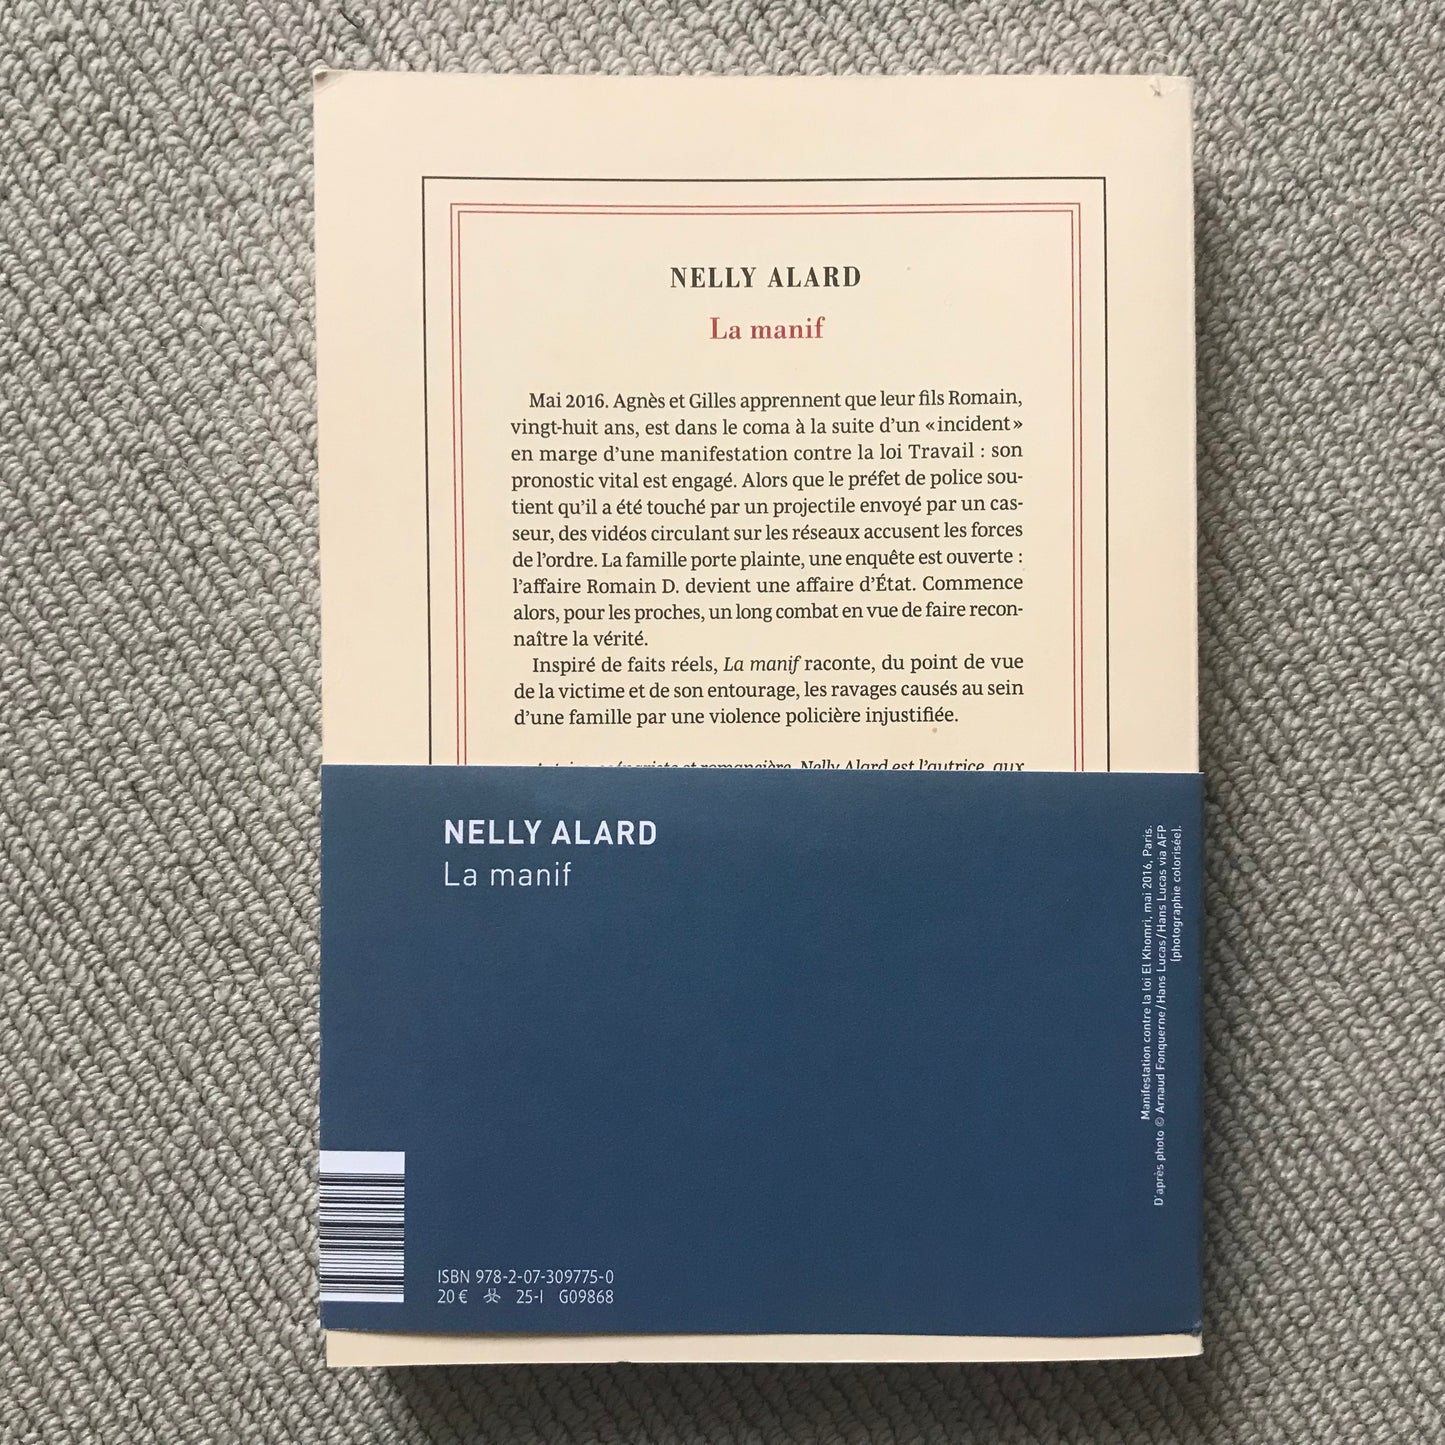 NELLY ALARD
La manif
Mai 2016. Agnès et Gilles apprennent que leur fils Romain,
vingt-huit ans, est dans le coma à la suite d’un «incident»
en marge d’une manifestation contre la loi Travail : son
pronostic vital est engagé. Alors que le préfet de police sou-
tient qu’il a été touché par un projectile envoyé par un cas-
seur, des vidéos circulant sur les réseaux accusent les forces
de l’ordre. La famille porte plainte, une enquête est ouverte :
l’affaire Romain D. devient une affaire d’État. Commence
alors, pour les proches, un long combat en vue de faire recon-
naître la vérité.
Inspiré de faits réels, La manif raconte, du point de vue
de la victime et de son entourage, les ravages causés au sein
d’une famille par une violence policière injustifiée.
et romancière, Nelly Alard est l’autrice, aux
NELLY ALARD
La manif
Manifestation contre la loi El Khomri, mai 2016, Paris.
D’après photo © Arnaud Fonquerne/Hans Lucas/Hans Lucas via AFP
(photographie colorisée).
ISBN 978-2-07-309775-0
20 € 25-I G09868